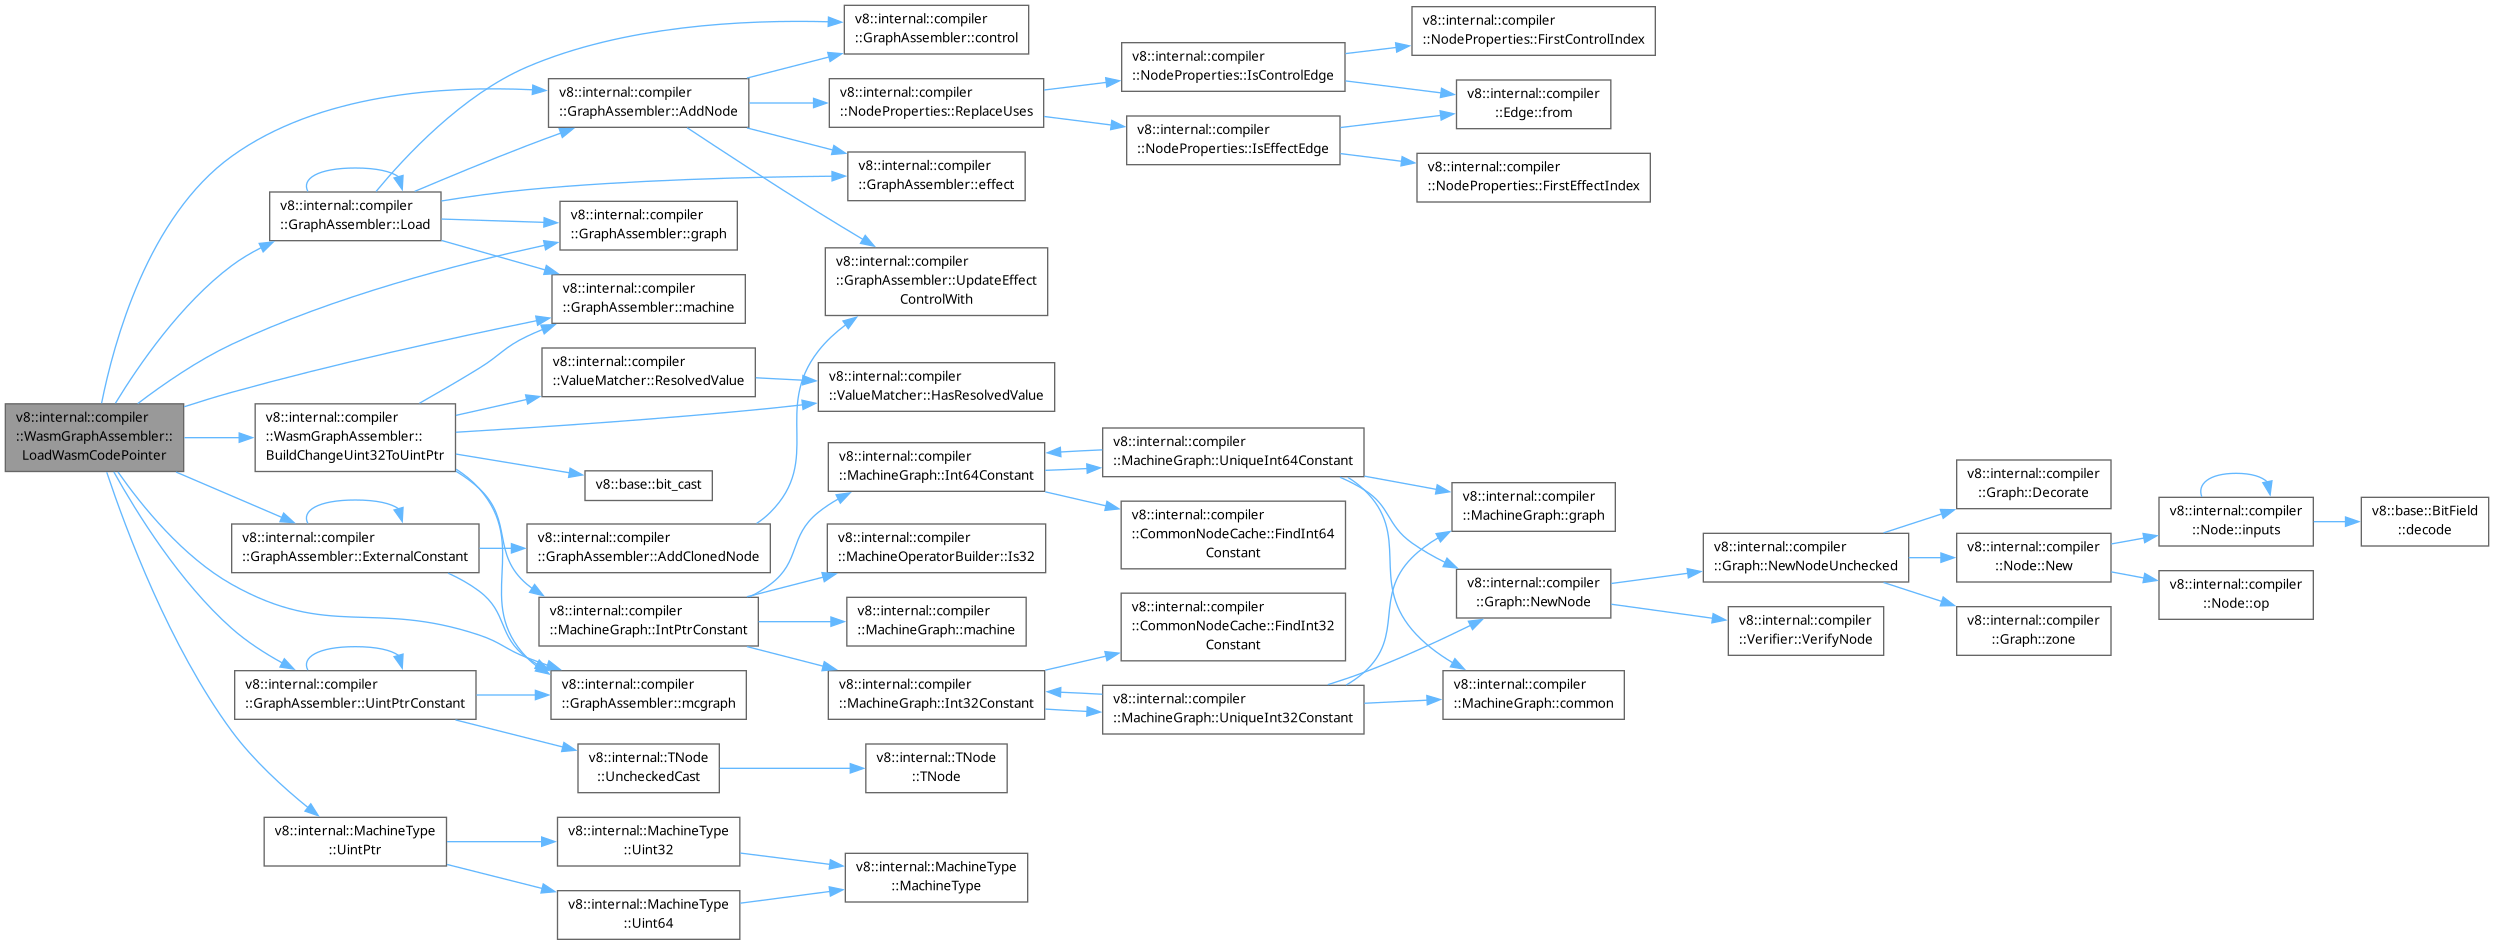 v8::internal::compiler
::WasmGraphAssembler::
LoadWasmCodePointer
v8::internal::compiler
::GraphAssembler::Load
v8::internal::compiler
::WasmGraphAssembler::
BuildChangeUint32ToUintPtr
v8::internal::compiler
::GraphAssembler::ExternalConstant
v8::internal::compiler
::GraphAssembler::UintPtrConstant
v8::internal::MachineType
::UintPtr
v8::internal::compiler
::GraphAssembler::AddNode
v8::internal::compiler
::GraphAssembler::graph
v8::internal::compiler
::GraphAssembler::machine
v8::internal::compiler
::ValueMatcher::ResolvedValue
v8::base::bit_cast
v8::internal::compiler
::GraphAssembler::AddClonedNode
v8::internal::compiler
::MachineGraph::IntPtrConstant
v8::internal::compiler
::GraphAssembler::mcgraph
v8::internal::TNode
::UncheckedCast
v8::internal::MachineType
::Uint32
v8::internal::MachineType
::Uint64
v8::internal::compiler
::GraphAssembler::control
v8::internal::compiler
::NodeProperties::ReplaceUses
v8::internal::compiler
::GraphAssembler::effect
v8::internal::compiler
::GraphAssembler::UpdateEffect
ControlWith
v8::internal::compiler
::ValueMatcher::HasResolvedValue
v8::internal::compiler
::MachineGraph::Int64Constant
v8::internal::compiler
::MachineOperatorBuilder::Is32
v8::internal::compiler
::MachineGraph::machine
v8::internal::compiler
::MachineGraph::Int32Constant
v8::internal::TNode
::TNode
v8::internal::MachineType
::MachineType
v8::internal::compiler
::NodeProperties::IsControlEdge
v8::internal::compiler
::NodeProperties::IsEffectEdge
v8::internal::compiler
::MachineGraph::UniqueInt64Constant
v8::internal::compiler
::CommonNodeCache::FindInt64
Constant
v8::internal::compiler
::CommonNodeCache::FindInt32
Constant
v8::internal::compiler
::MachineGraph::UniqueInt32Constant
v8::internal::compiler
::NodeProperties::FirstControlIndex
v8::internal::compiler
::Edge::from
v8::internal::compiler
::NodeProperties::FirstEffectIndex
v8::internal::compiler
::MachineGraph::graph
v8::internal::compiler
::Graph::NewNode
v8::internal::compiler
::MachineGraph::common
v8::internal::compiler
::Graph::NewNodeUnchecked
v8::internal::compiler
::Verifier::VerifyNode
v8::internal::compiler
::Graph::Decorate
v8::internal::compiler
::Node::New
v8::internal::compiler
::Graph::zone
v8::internal::compiler
::Node::inputs
v8::internal::compiler
::Node::op
v8::base::BitField
::decode